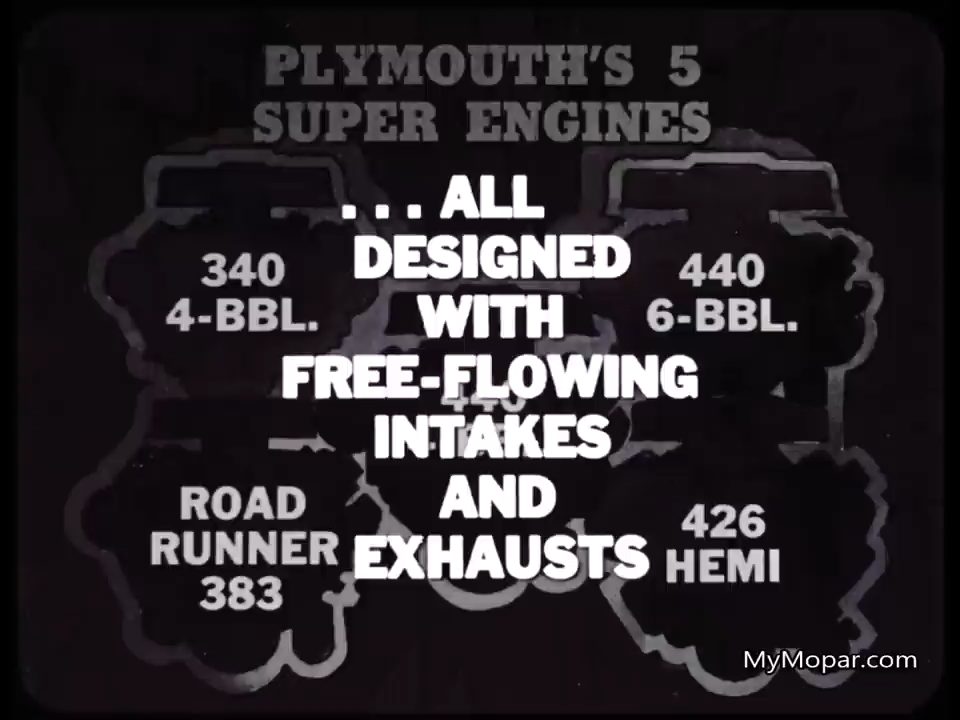 PLYMOUTH'S 5
SUPER ENGINES
. . . ALL
DESIGNED
WITH
FREE-FLOWING
INTAKES
AND
EXHAUSTS
340
4-BBL.
440
6-BBL.
440
ROAD
RUNNER
383
426
HEMI
MyMopar.com